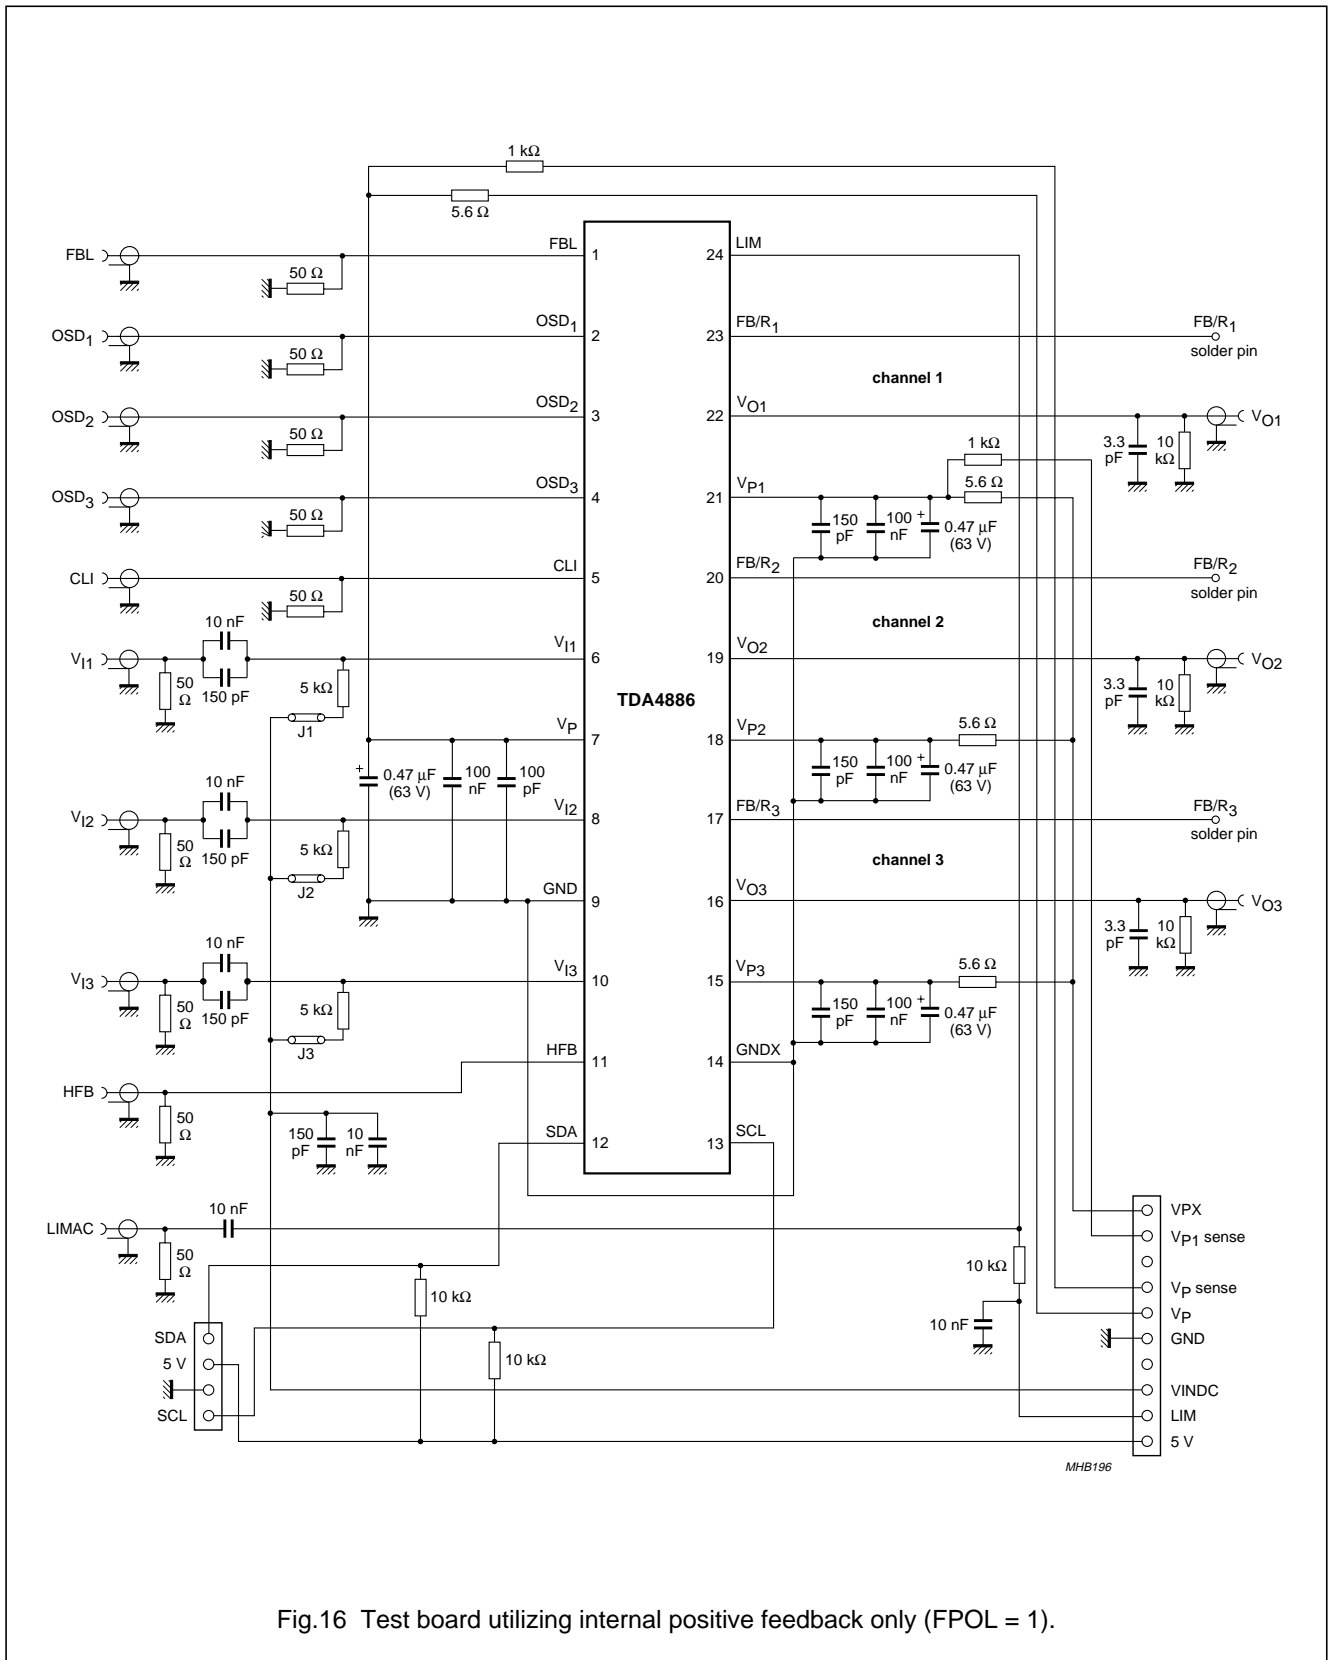 1 kΩ
5.6 Ω
FBL
FBL
1
24
LIM
50 Ω
OSD1
OSD1
2
23
FB/R1
FB/R1
solder pin
50 Ω
channel 1
OSD2
OSD2
3
22
VO1
VO1
50 Ω
3.3
pF
10
kΩ
1 kΩ
5.6 Ω
OSD3
OSD3
4
21
VP1
50 Ω
150
pF
100
nF
+
0.47 μF
(63 V)
CLI
CLI
5
20
FB/R2
FB/R2
solder pin
50 Ω
10 nF
channel 2
VI1
VI1
6
19
VO2
VO2
50
Ω
150 pF
5 kΩ
J1
TDA4886
3.3
pF
10
kΩ
5.6 Ω
VP
7
18
VP2
+
0.47 μF
(63 V)
100
nF
100
pF
150
pF
100
nF
+
0.47 μF
(63 V)
10 nF
VI2
VI2
8
17
FB/R3
FB/R3
solder pin
50
Ω
150 pF
5 kΩ
J2
channel 3
GND
9
16
VO3
VO3
3.3
pF
10
kΩ
10 nF
5.6 Ω
VI3
VI3
10
15
VP3
50
Ω
150 pF
5 kΩ
J3
150
pF
100
nF
+
0.47 μF
(63 V)
HFB
HFB
11
14
GNDX
50
Ω
150
pF
10
nF
SDA
12
13
SCL
10 nF
LIMAC
50
Ω
10 kΩ
10 kΩ
10 kΩ
10 nF
SDA
5 V
SCL
VPX
VP1 sense
VP sense
VP
GND
VINDC
LIM
5 V
MHB196
Fig.16 Test board utilizing internal positive feedback only (FPOL = 1).